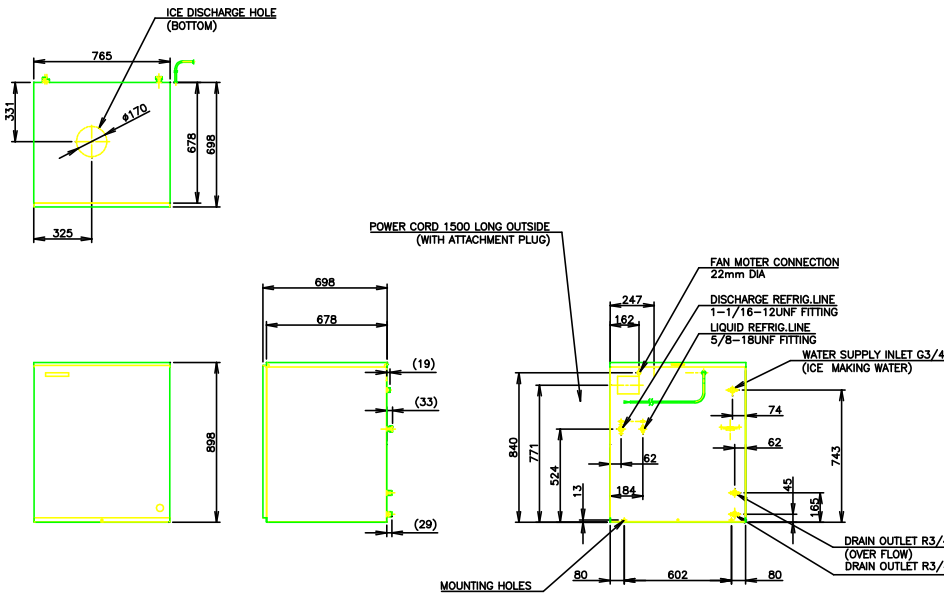 ICE DISCHARGE HOLE
(BOTTOM)
765
331
ø170
678
698
325
POWER CORD 1500 LONG OUTSIDE
(WITH ATTACHMENT PLUG)
FAN MOTER CONNECTION
22mm DIA
698
247
DISCHARGE REFRIG.LINE
1-1/16-12UNF FITTING
678
162
LIQUID REFRIG.LINE
5/8-18UNF FITTING
WATER SUPPLY INLET G3/4
(ICE MAKING WATER)
(19)
(33)
74
898
840
771
524
62
62
743
184
13
45
165
(29)
DRAIN OUTLET R3/
(OVER FLOW)
DRAIN OUTLET R3/
80
602
80
MOUNTING HOLES